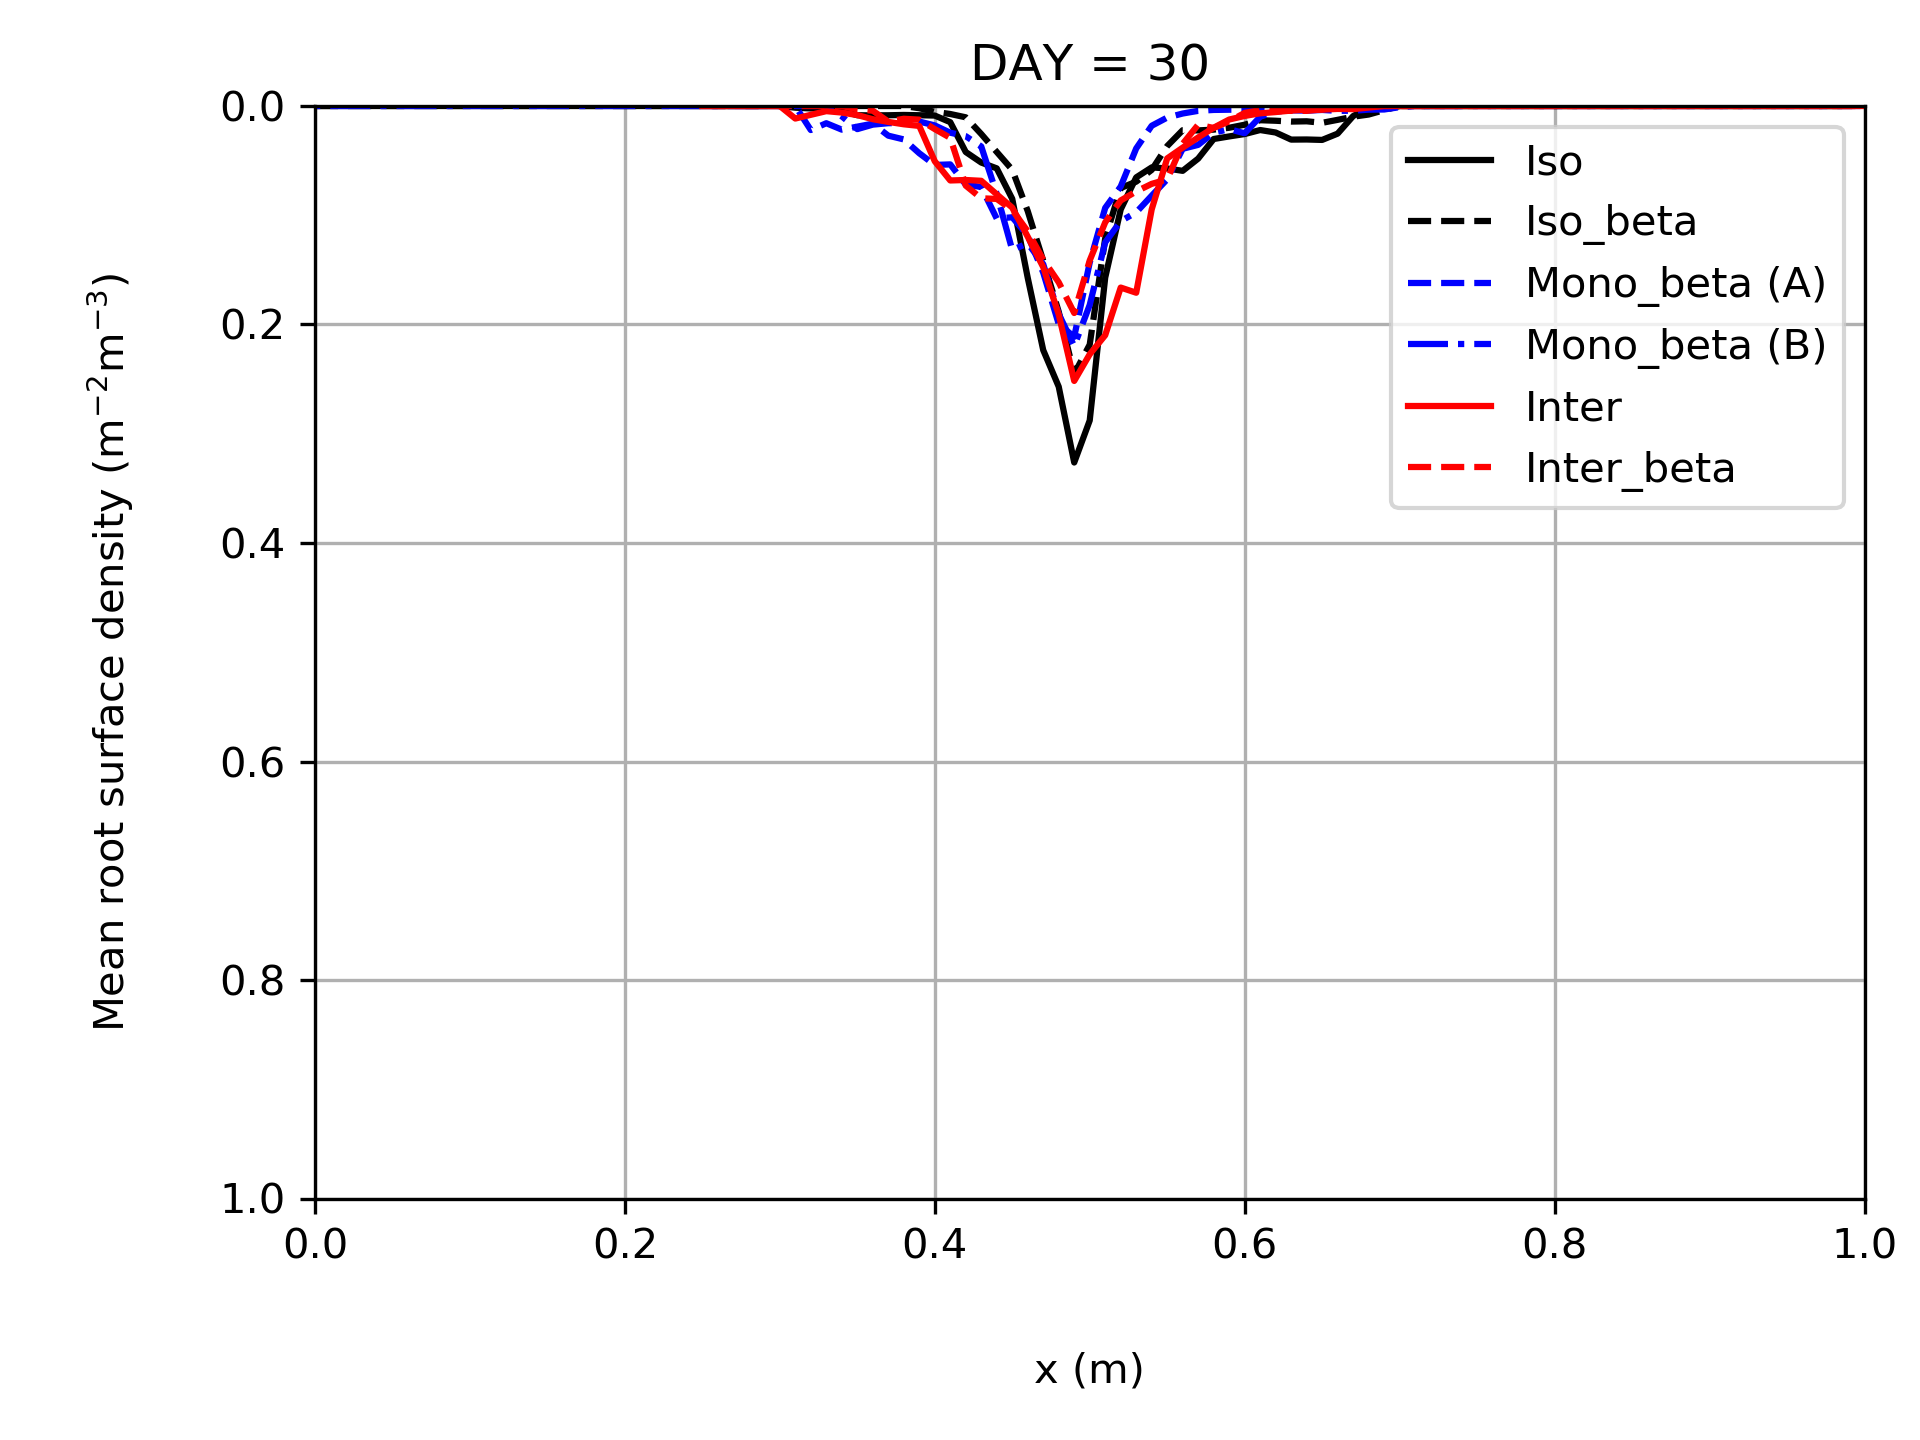 DAY = 30
0.0
0.2
0.4
0.6
0.8
1.0
Mean root surface density (m⁻²m⁻³)
Iso
Iso_beta
Mono_beta (A)
Mono_beta (B)
Inter
Inter_beta
0.0 0.2 0.4 0.6 0.8 1.0
x (m)